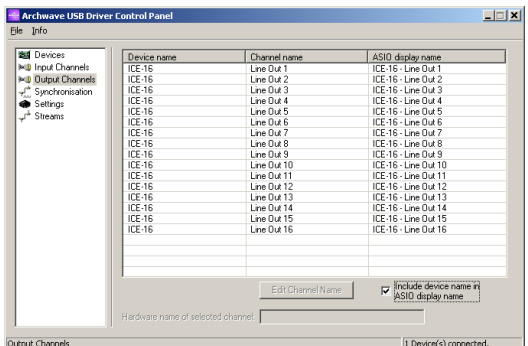 Archwave USB Driver Control Panel
File Info
Devices
Input Channels
Output Channels
Synchronisation
Settings
Streams
Device name Channel name ASIO display name
ICE-16 Line Out 1 ICE-16 - Line Out 1
ICE-16 Line Out 2 ICE-16 - Line Out 2
ICE-16 Line Out 3 ICE-16 - Line Out 3
ICE-16 Line Out 4 ICE-16 - Line Out 4
ICE-16 Line Out 5 ICE-16 - Line Out 5
ICE-16 Line Out 6 ICE-16 - Line Out 6
ICE-16 Line Out 7 ICE-16 - Line Out 7
ICE-16 Line Out 8 ICE-16 - Line Out 8
ICE-16 Line Out 9 ICE-16 - Line Out 9
ICE-16 Line Out 10 ICE-16 - Line Out 10
ICE-16 Line Out 11 ICE-16 - Line Out 11
ICE-16 Line Out 12 ICE-16 - Line Out 12
ICE-16 Line Out 13 ICE-16 - Line Out 13
ICE-16 Line Out 14 ICE-16 - Line Out 14
ICE-16 Line Out 15 ICE-16 - Line Out 15
ICE-16 Line Out 16 ICE-16 - Line Out 16
Edit Channel Name
Include device name in
ASIO display name
Hardware name of selected channel:
Output Channels
1 Device(s) connected.